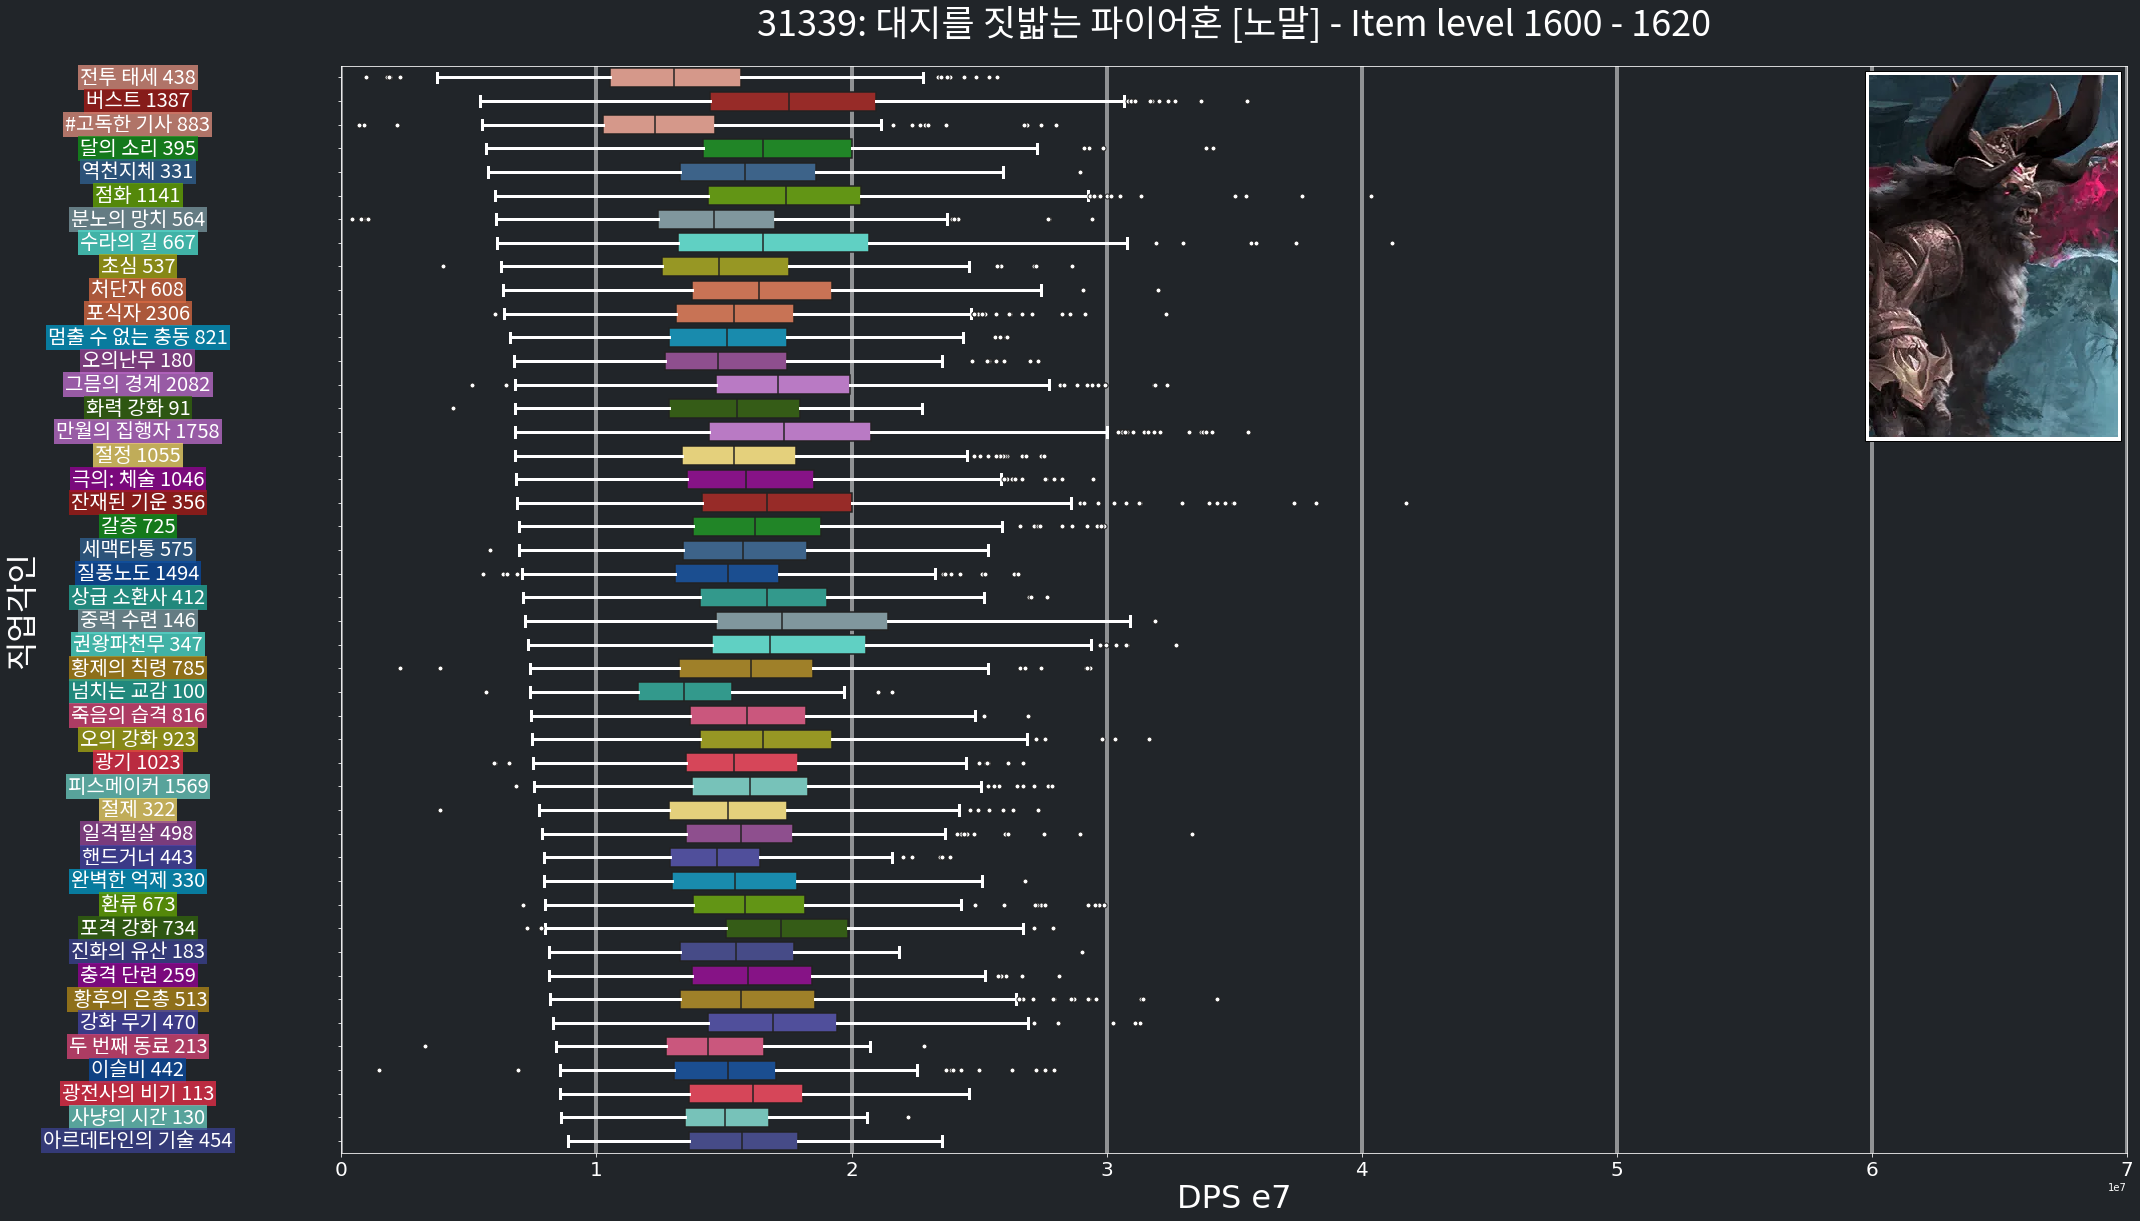 31339: 대지를 짓밟는 파이어혼 [노말] - Item level 1600 - 1620
직업각인
전투 태세 438
버스트 1387
#고독한 기사 883
달의 소리 395
역천지체 331
점화 1141
분노의 망치 564
수라의 길 667
초심 537
처단자 608
포식자 2306
멈출 수 없는 충동 821
오의난무 180
그믐의 경계 2082
화력 강화 91
만월의 집행자 1758
절정 1055
극의: 체술 1046
잔재된 기운 356
갈증 725
세맥타통 575
질풍노도 1494
상급 소환사 412
중력 수련 146
권왕파천무 347
황제의 칙령 785
넘치는 교감 100
죽음의 습격 816
오의 강화 923
광기 1023
피스메이커 1569
절제 322
일격필살 498
핸드거너 443
완벽한 억제 330
환류 673
포격 강화 734
진화의 유산 183
충격 단련 259
황후의 은총 513
강화 무기 470
두 번째 동료 213
이슬비 442
광전사의 비기 113
사냥의 시간 130
아르데타인의 기술 454
0 1 2 3 4 5 6 7
1e7
DPS e7